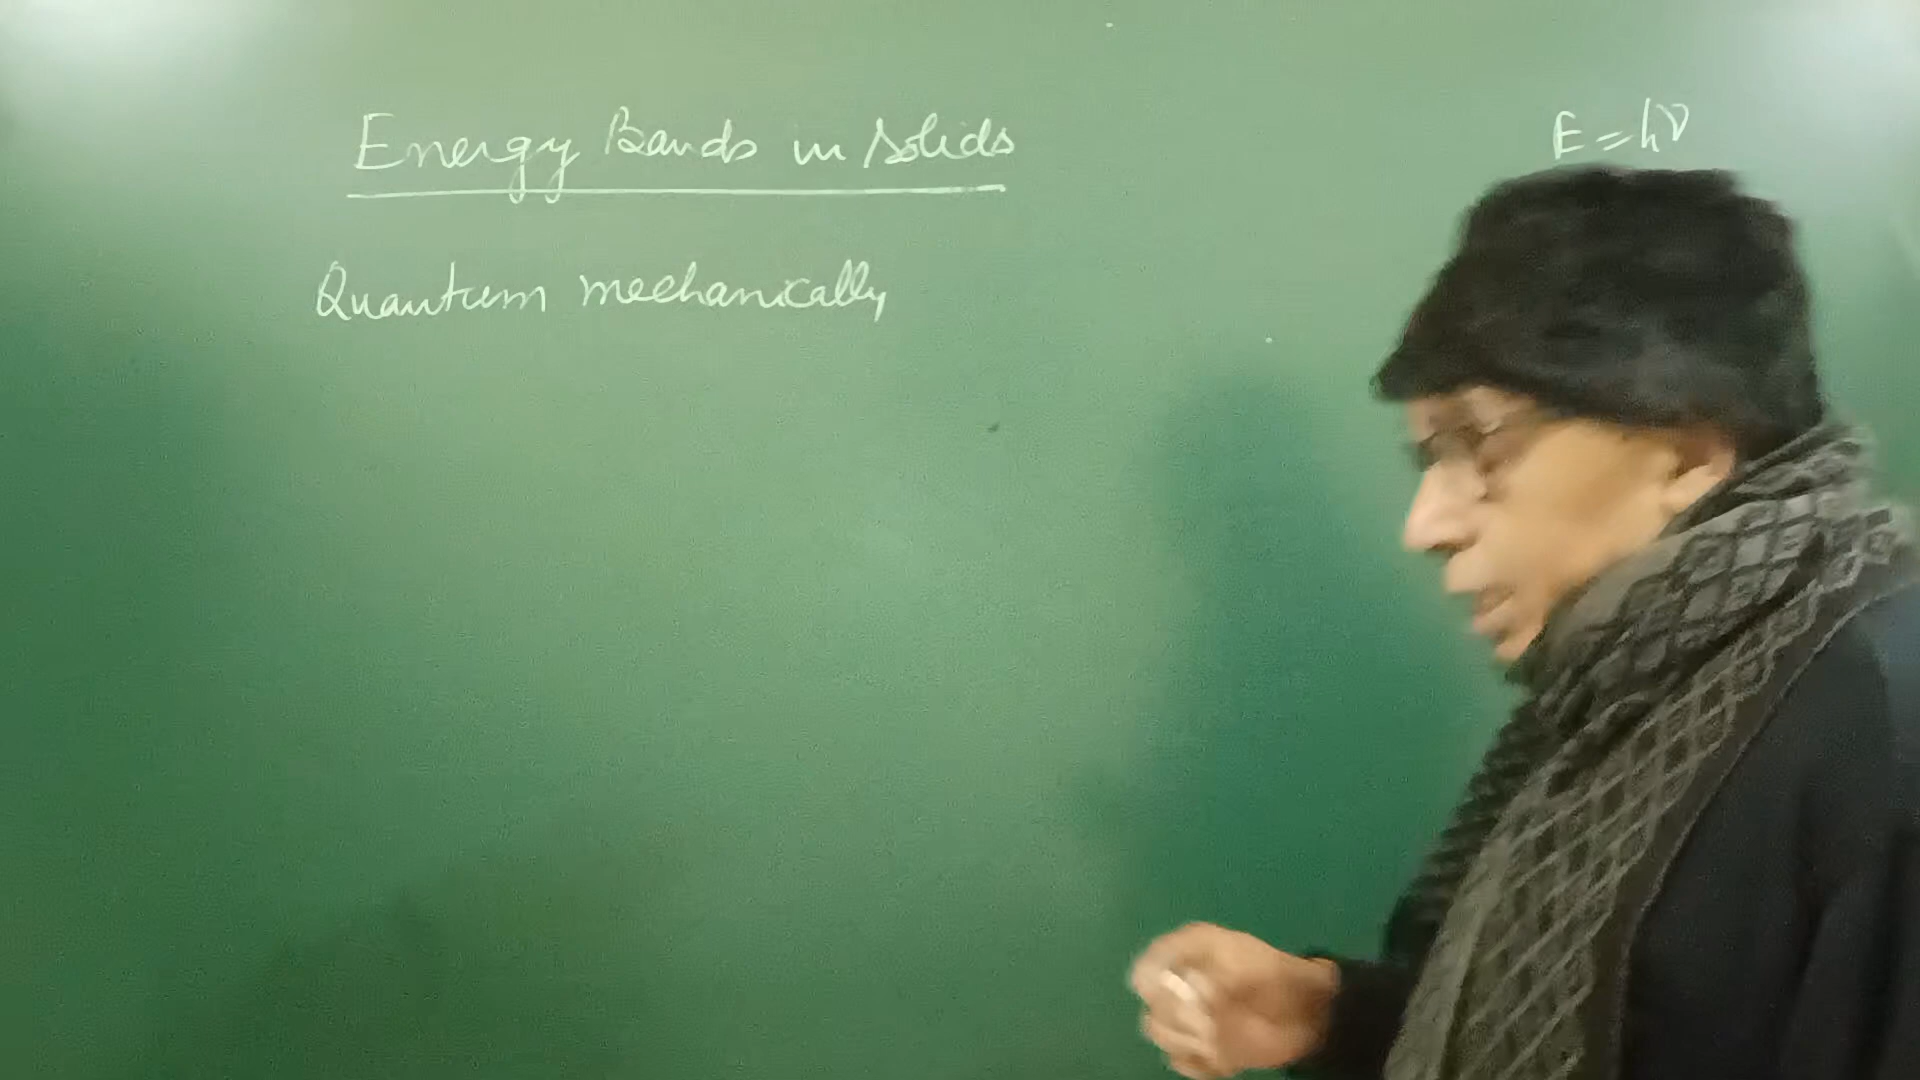 Energy Bands in solids
E = hν
Quantum mechanically